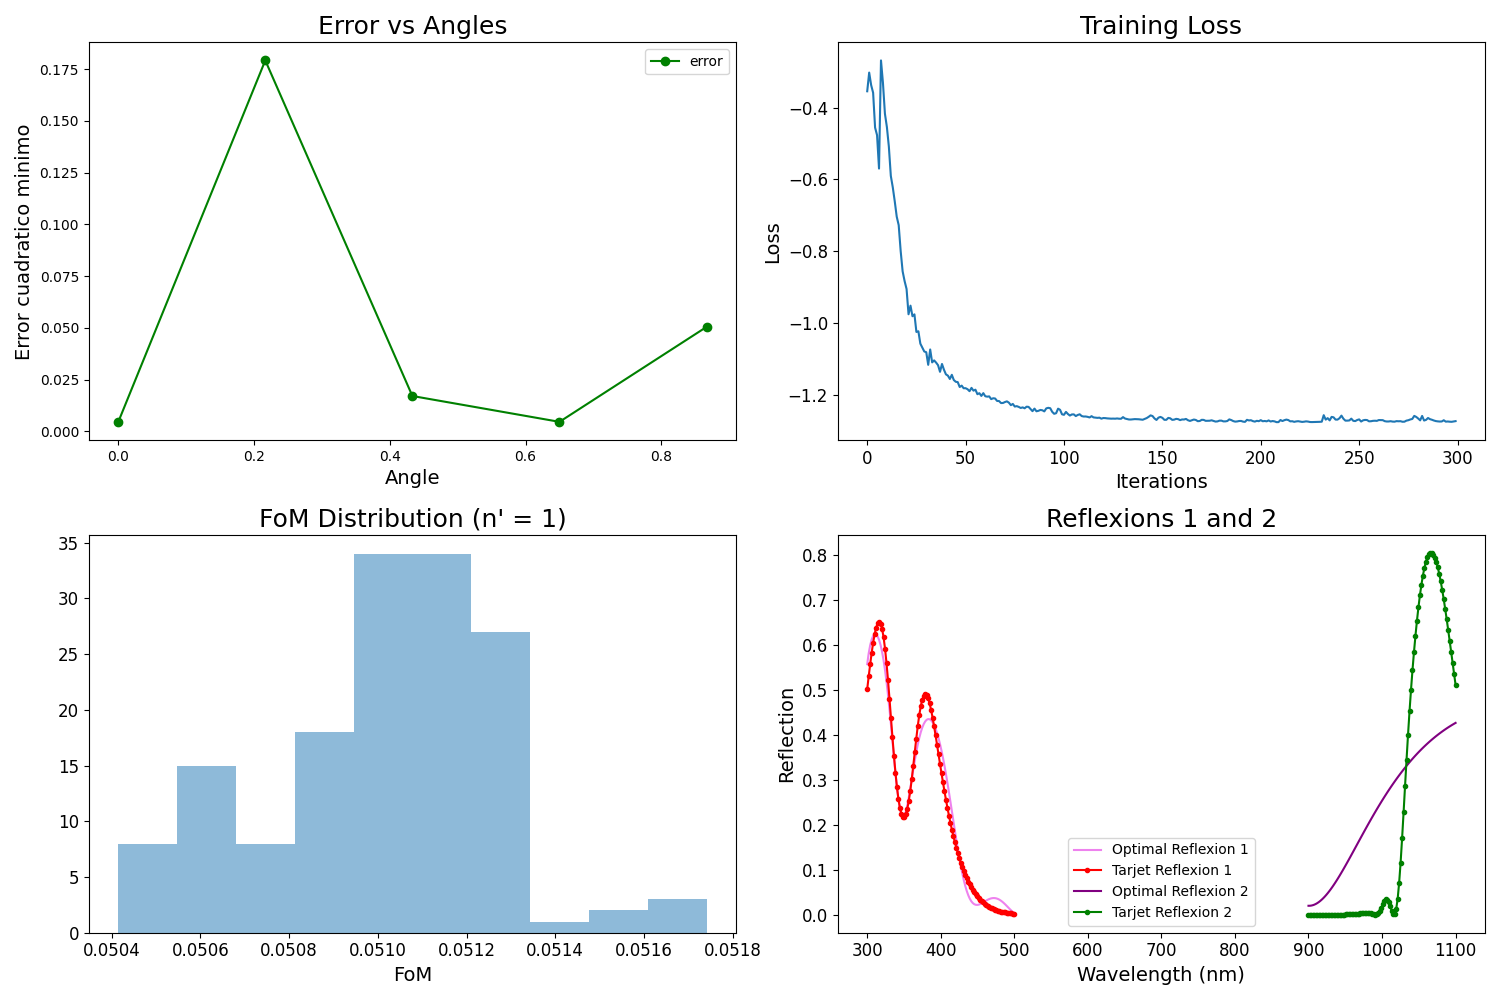 Error vs Angles
Error cuadratico minimo
0.175
0.150
0.125
0.100
0.075
0.050
0.025
0.000
error
0.0 0.2 0.4 0.6 0.8
Angle
Training Loss
Loss
−0.4
−0.6
−0.8
−1.0
−1.2
0 50 100 150 200 250 300
Iterations
FoM Distribution (n' = 1)
35
30
25
20
15
10
5
0
0.0504 0.0506 0.0508 0.0510 0.0512 0.0514 0.0516 0.0518
FoM
Reflexions 1 and 2
Reflection
0.8
0.7
0.6
0.5
0.4
0.3
0.2
0.1
0.0
Optimal Reflexion 1
Tarjet Reflexion 1
Optimal Reflexion 2
Tarjet Reflexion 2
300 400 500 600 700 800 900 1000 1100
Wavelength (nm)